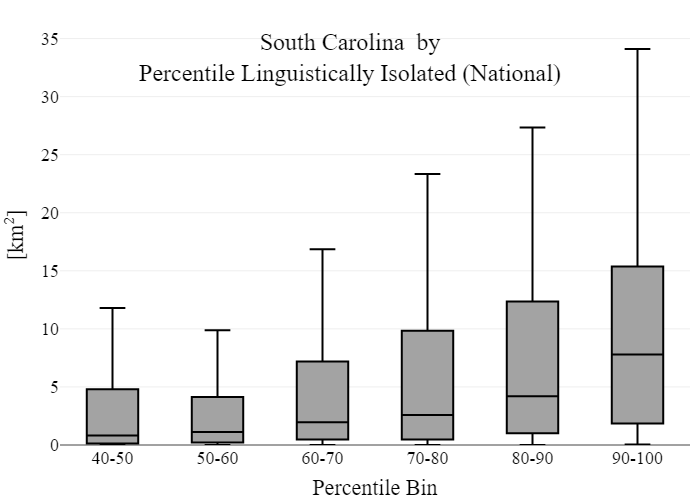 South Carolina by
Percentile Linguistically Isolated (National)
[km²]
35
30
25
20
15
10
5
0
40-50 50-60 60-70 70-80 80-90 90-100
Percentile Bin